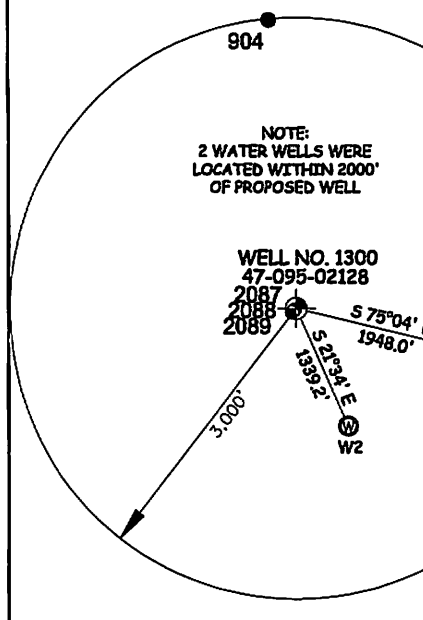 904
NOTE:
2 WATER WELLS WERE
LOCATED WITHIN 2000'
OF PROPOSED WELL
WELL NO. 1300
47-095-02128
2087
2088
2089
S 75°04'
1948.0'
S 21°34' E
1339.2'
3,000'
W
W2